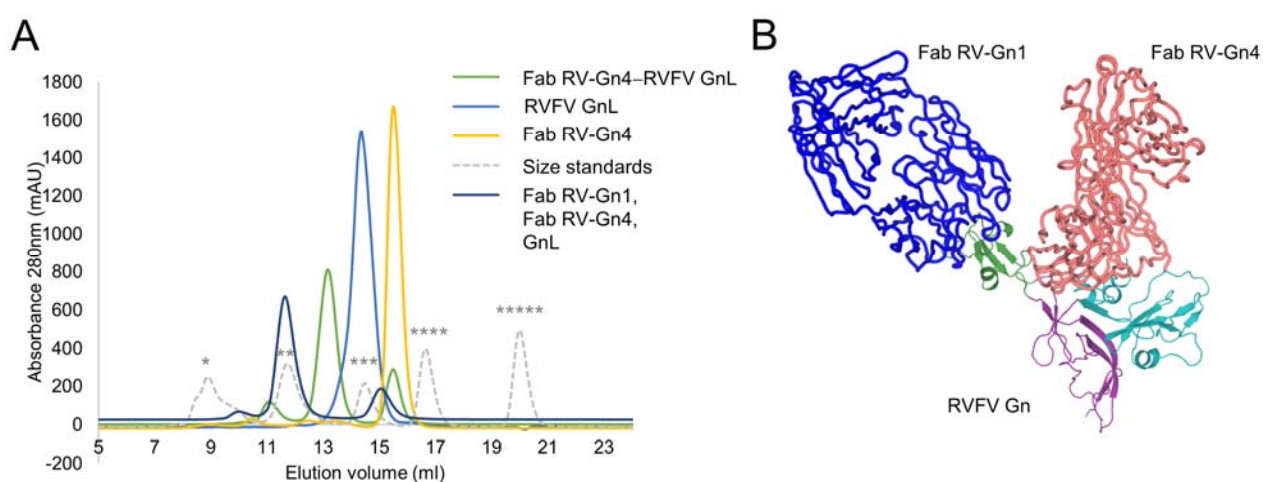 A
B
Fab RV-Gn1
Fab RV-Gn4
1800
1600
1400
1200
1000
800
600
400
200
0
-200
Absorbance 280nm (mAU)
Fab RV-Gn4–RVFV GnL
RVFV GnL
Fab RV-Gn4
Size standards
Fab RV-Gn1,
Fab RV-Gn4,
GnL
*
**
***
****
*****
5 7 9 11 13 15 17 19 21 23
Elution volume (ml)
RVFV Gn